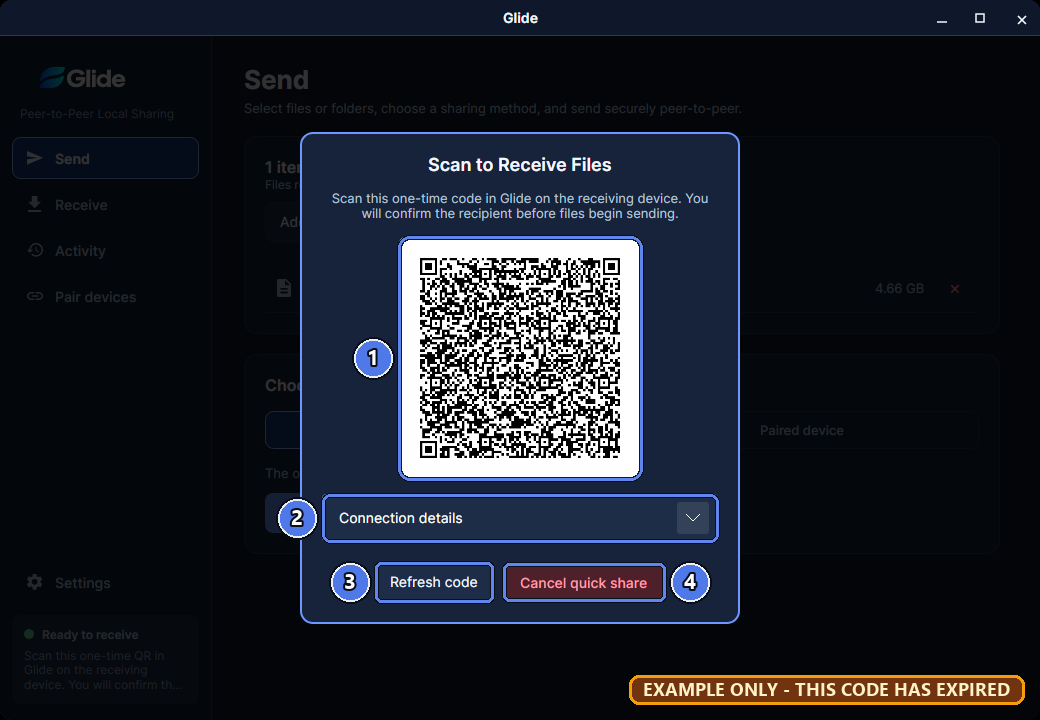 Glide
Glide
Peer-to-Peer Local Sharing
Send
Receive
Activity
Pair devices
Settings
Ready to receive
Scan this one-time QR in
Glide on the receiving
device. You will confirm th...
Send
Select files or folders, choose a sharing method, and send securely peer-to-peer.
1
Files
4.66 GB
Paired device
The
Scan to Receive Files
Scan this one-time code in Glide on the receiving device. You
will confirm the recipient before files begin sending.
1
2
Connection details
3
Refresh code
Cancel quick share
4
EXAMPLE ONLY - THIS CODE HAS EXPIRED